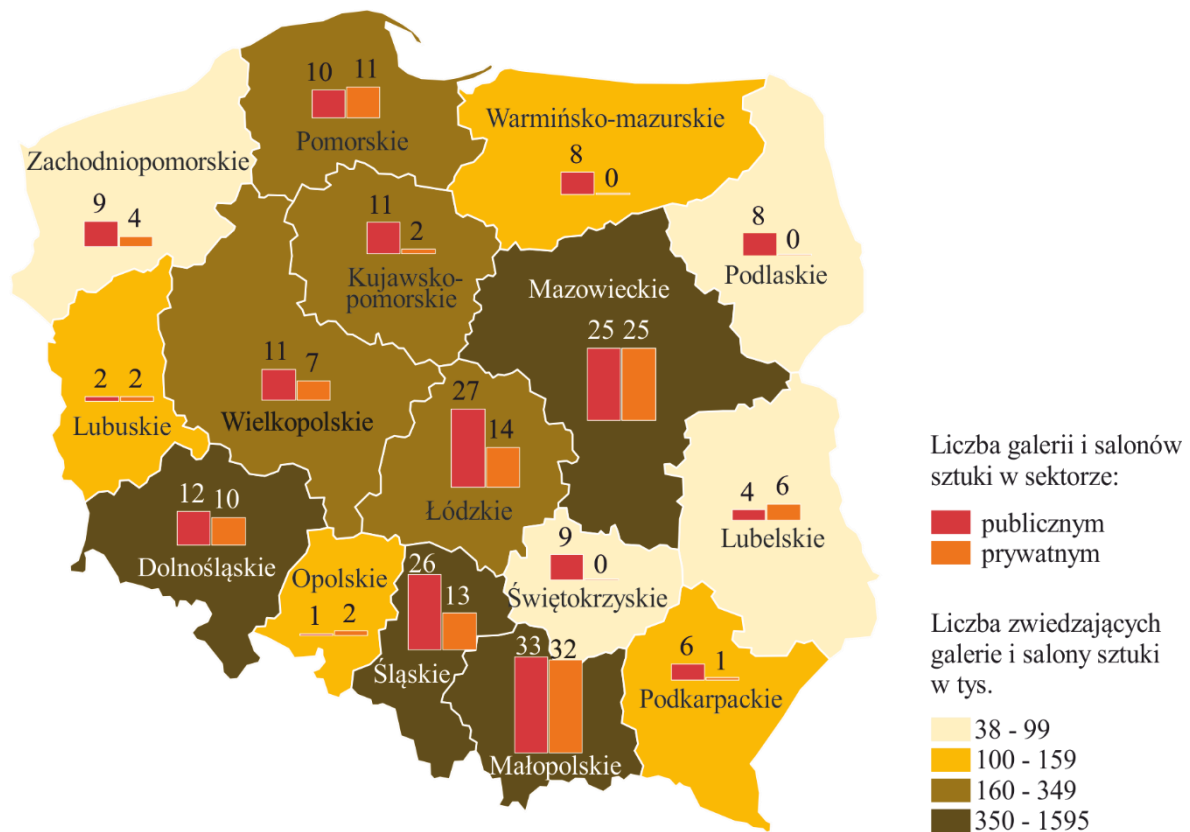 10 11
Pomorskie
Warmińsko-mazurskie
8 0
Zachodniopomorskie
9 4
11 2
Kujawsko-
pomorskie
8 0
Podlaskie
Mazowieckie
25 25
2 2
Lubuskie
11 7
Wielkopolskie
27 14
Łódzkie
12 10
Dolnośląskie
4 6
Lubelskie
Opolskie
1 2
26 13
Śląskie
9 0
Świętokrzyskie
33 32
Małopolskie
6 1
Podkarpackie
Liczba galerii i salonów
sztuki w sektorze:
publicznym
prywatnym
Liczba zwiedzających
galerie i salony sztuki
w tys.
38 - 99
100 - 159
160 - 349
350 - 1595